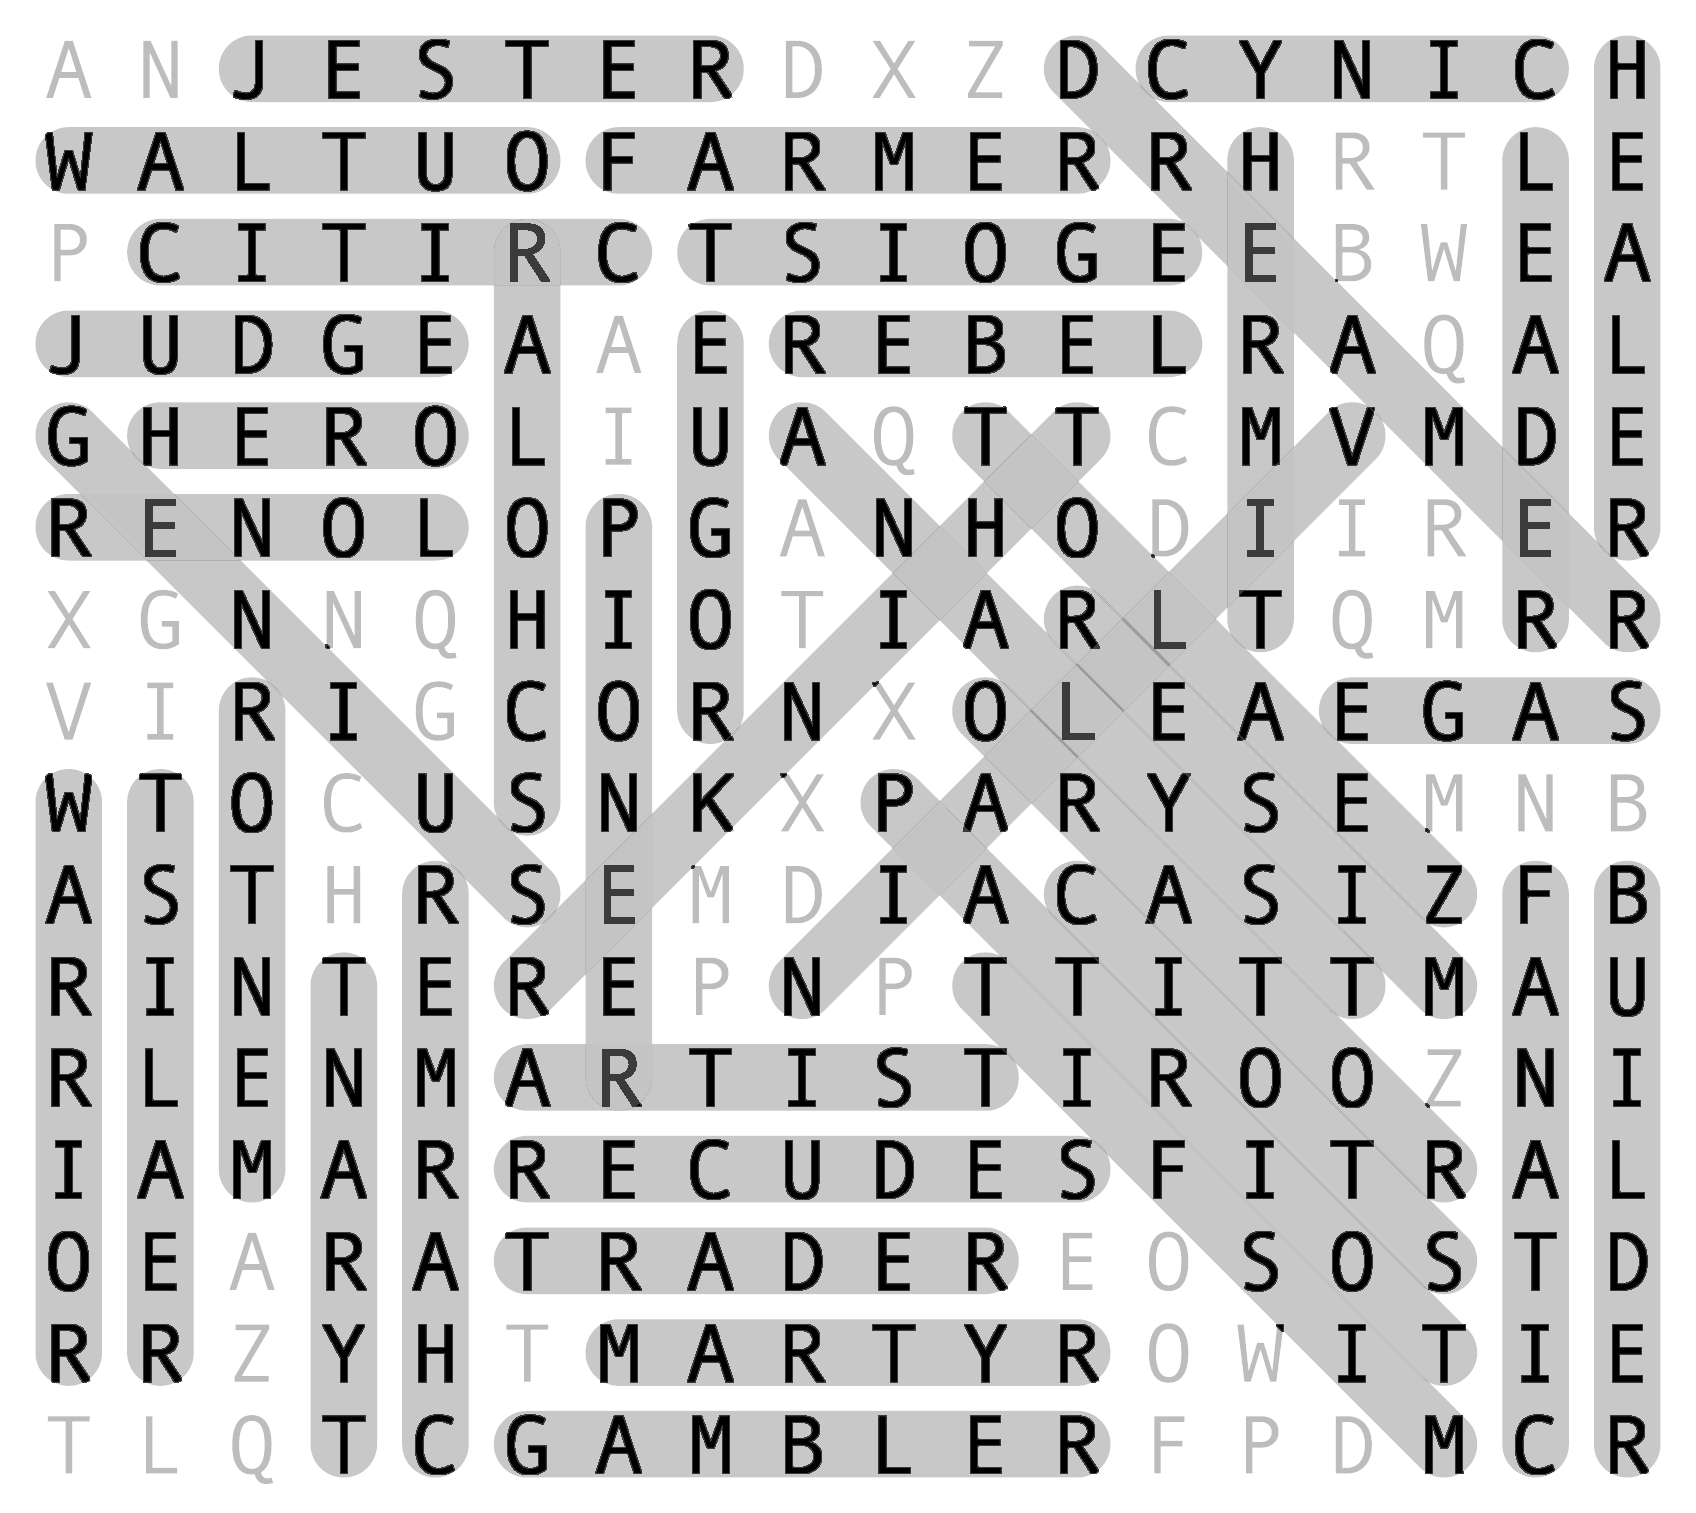 A N J E S T E R D X Z D C Y N I C H
W A L T U O F A R M E R R H R T L E
P C I T I R C T S I O G E E B W E A
J U D G E A A E R E B E L R A Q A L
G H E R O L I U A Q T T C M V M D E
R E N O L O P G A N H O D I I R E R
X G N N Q H I O T I A R L T Q M R R
V I R I G C O R N X O L E A E G A S
W T O C U S N K X P A R Y S E M N B
A S T H R S E M D I A C A S I Z F B
R I N T E R E P N P T T I T T M A U
R L E N M A R T I S T I R O O Z N I
I A M A R R E C U D E S F I T R A L
O E A R A T R A D E R E O S O S T D
R R Z Y H T M A R T Y R O W I T I E
T L Q T C G A M B L E R F P D M C R